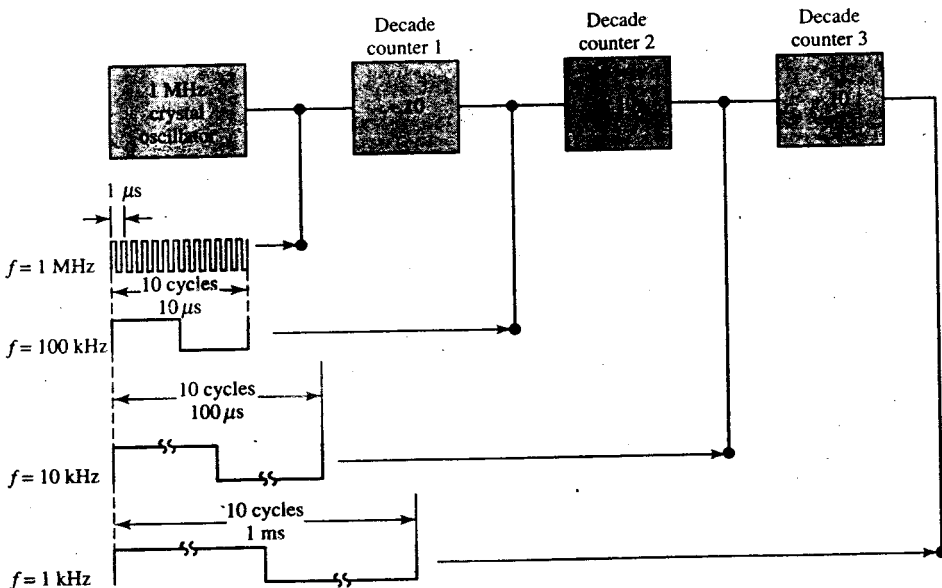 Decade
counter 1
Decade
counter 2
Decade
counter 3
1 MHz
crystal
oscillator
10
1 μs
f = 1 MHz
10 cycles
10 μs
f = 100 kHz
10 cycles
100 μs
f = 10 kHz
10 cycles
1 ms
f = 1 kHz